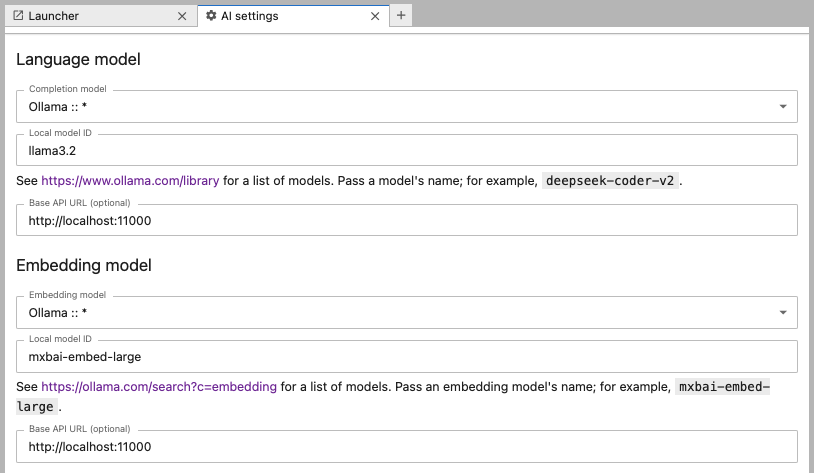 Launcher
AI settings
Language model
Completion model
Ollama :: *
Local model ID
llama3.2
See https://www.ollama.com/library for a list of models. Pass a model's name; for example, deepseek-coder-v2 .
Base API URL (optional)
http://localhost:11000
Embedding model
Embedding model
Ollama :: *
Local model ID
mxbai-embed-large
See https://ollama.com/search?c=embedding for a list of models. Pass an embedding model's name; for example, mxbai-embed-
large .
Base API URL (optional)
http://localhost:11000